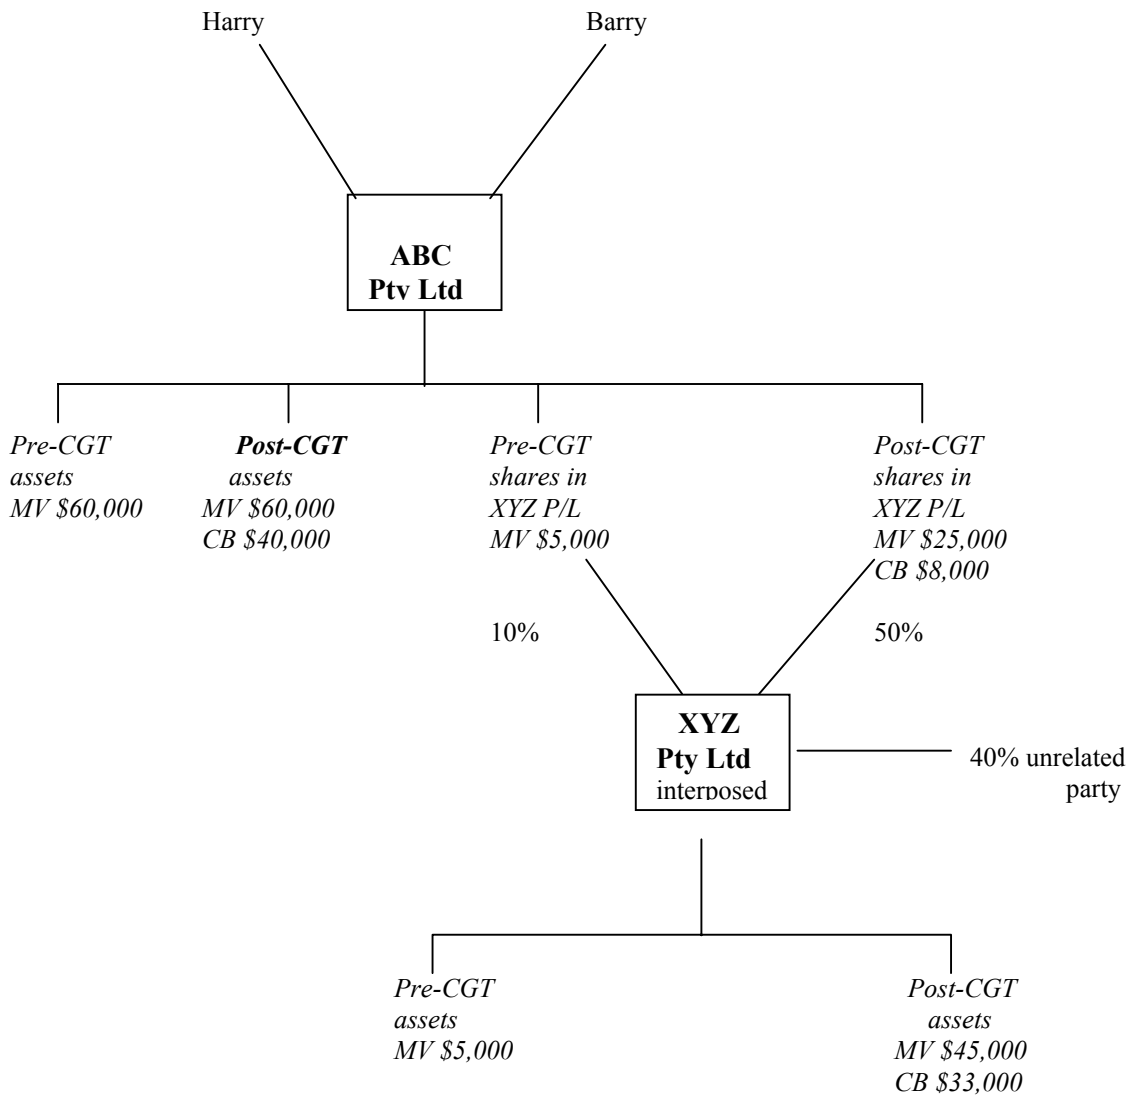 Harry
Barry
ABC
Pty Ltd
Pre-CGT
assets
MV $60,000
Post-CGT
assets
MV $60,000
CB $40,000
Pre-CGT
shares in
XYZ P/L
MV $5,000
Post-CGT
shares in
XYZ P/L
MV $25,000
CB $8,000
10%
50%
XYZ
Pty Ltd
interposed
40% unrelated
party
Pre-CGT
assets
MV $5,000
Post-CGT
assets
MV $45,000
CB $33,000